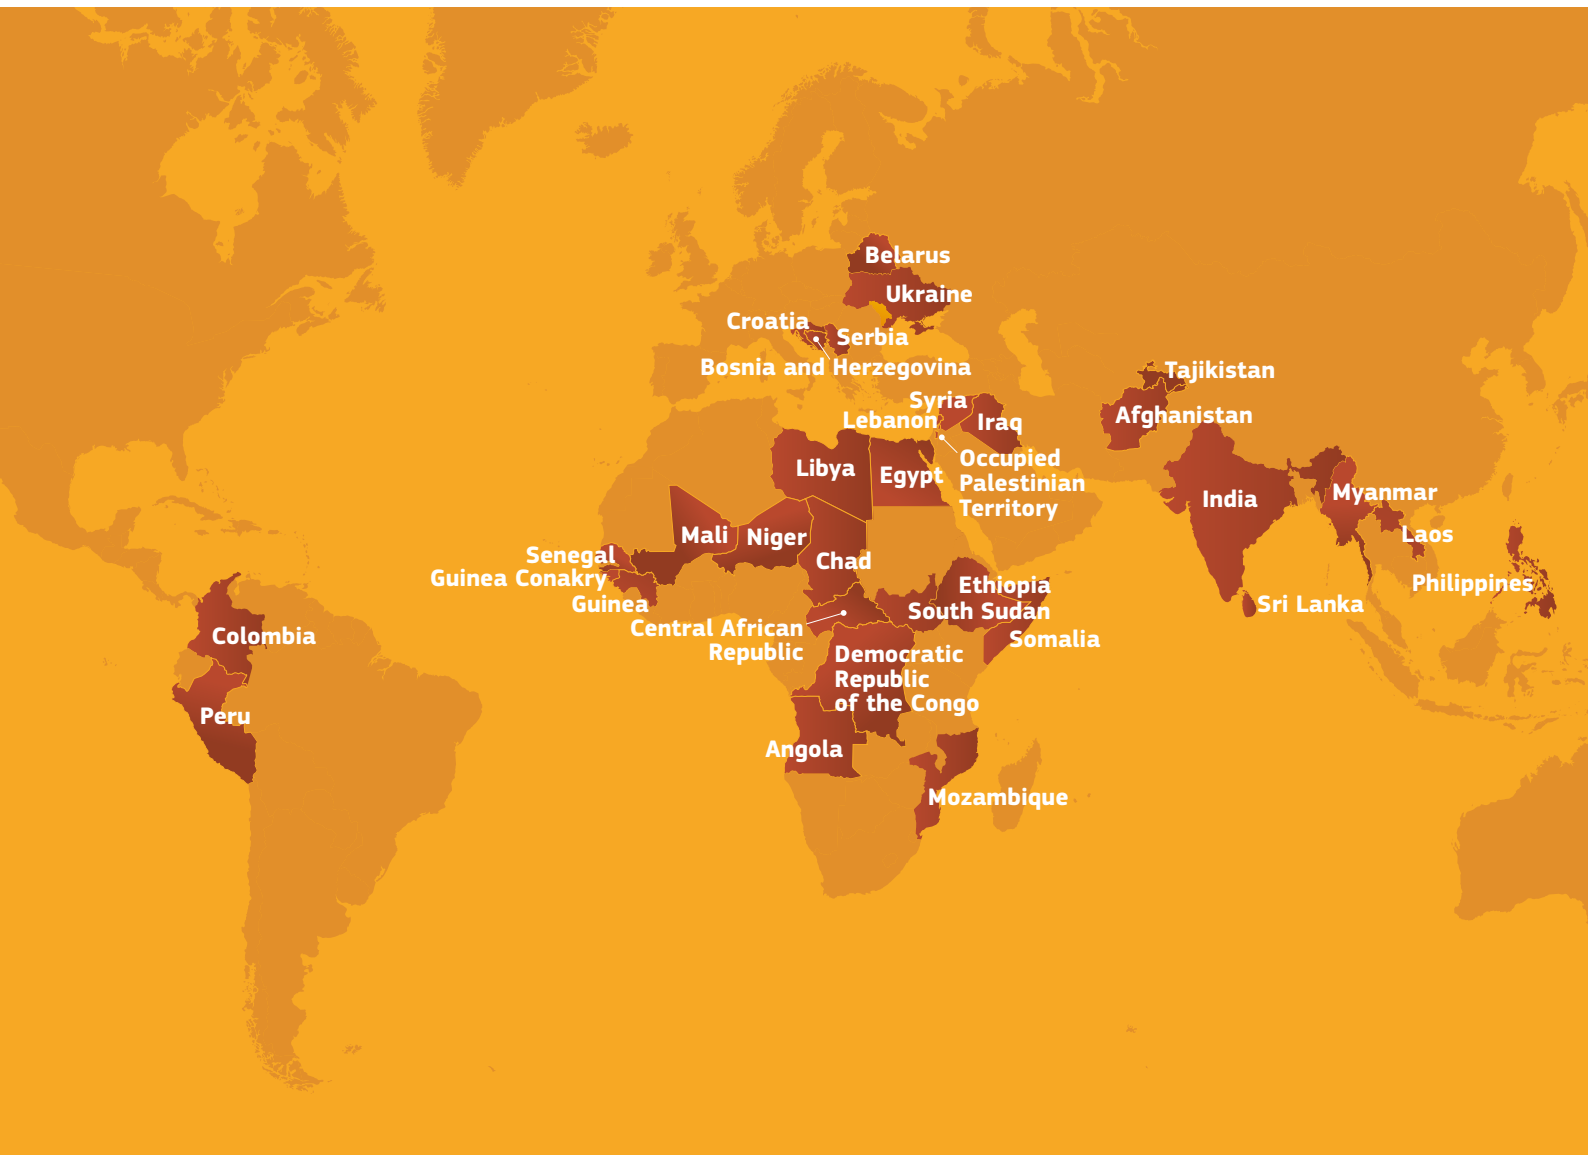 Belarus
Ukraine
Croatia
Serbia
Bosnia and Herzegovina
Tajikistan
Syria
Afghanistan
Lebanon
Iraq
Occupied
Palestinian
Territory
Libya
Egypt
India
Myanmar
Mali
Niger
Laos
Senegal
Chad
Guinea Conakry
Ethiopia
Philippines
Guinea
South Sudan
Sri Lanka
Central African
Republic
Colombia
Somalia
Democratic
Republic
of the Congo
Peru
Angola
Mozambique